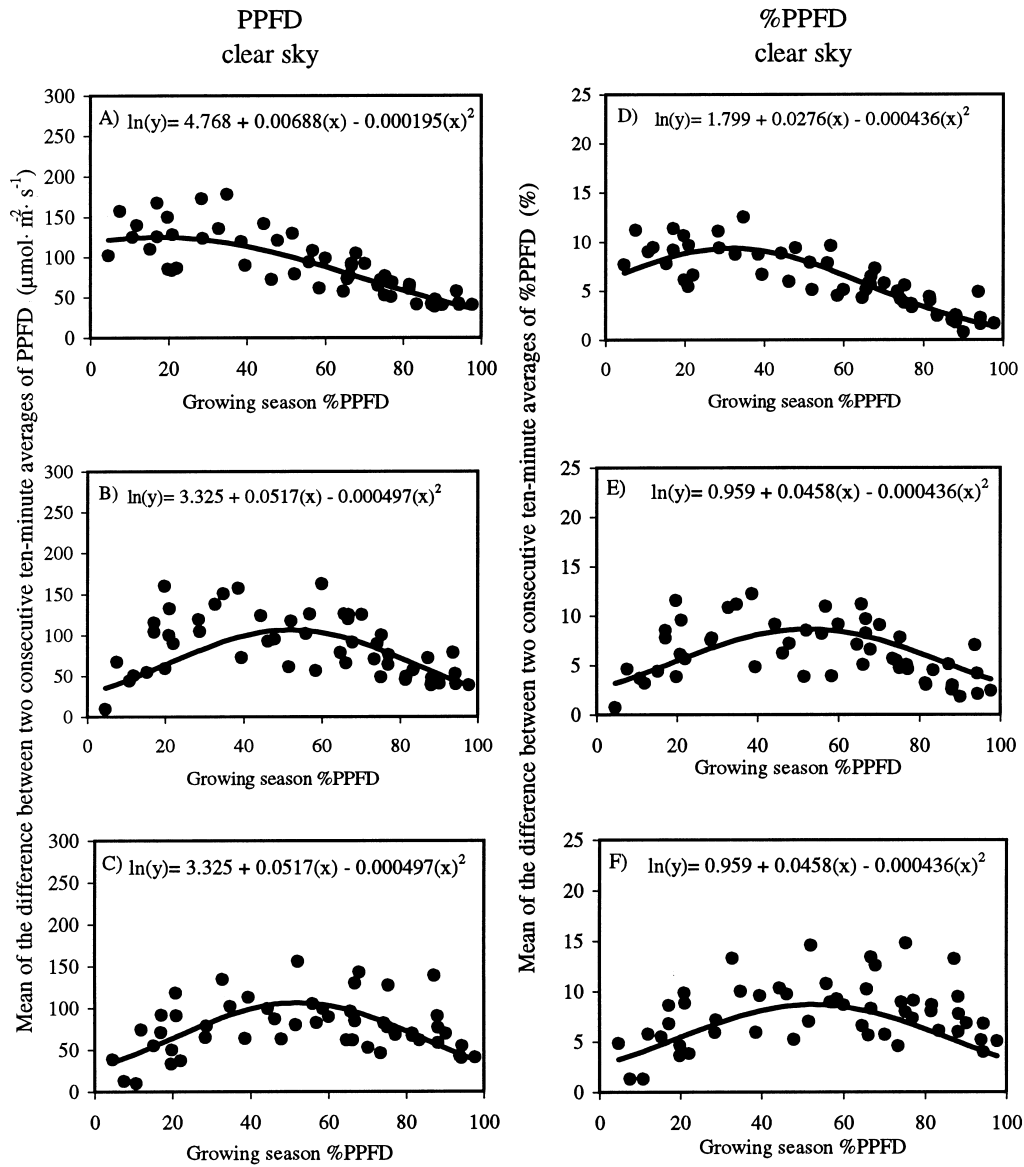 PPFD
clear sky
%PPFD
clear sky
Mean of the difference between two consecutive ten-minute averages of PPFD (µmol· m⁻²· s⁻¹)
A) ln(y)= 4.768 + 0.00688(x) - 0.000195(x)²
300
250
200
150
100
50
0
0 20 40 60 80 100
Growing season %PPFD
B) ln(y)= 3.325 + 0.0517(x) - 0.000497(x)²
300
250
200
150
100
50
0
0 20 40 60 80 100
Growing season %PPFD
C) ln(y)= 3.325 + 0.0517(x) - 0.000497(x)²
300
250
200
150
100
50
0
0 20 40 60 80 100
Growing season %PPFD
Mean of the difference between two consecutive ten-minute averages of %PPFD (%)
D) ln(y)= 1.799 + 0.0276(x) - 0.000436(x)²
25
20
15
10
5
0
0 20 40 60 80 100
Growing season %PPFD
E) ln(y)= 0.959 + 0.0458(x) - 0.000436(x)²
25
20
15
10
5
0
0 20 40 60 80 100
Growing season %PPFD
F) ln(y)= 0.959 + 0.0458(x) - 0.000436(x)²
25
20
15
10
5
0
0 20 40 60 80 100
Growing season %PPFD